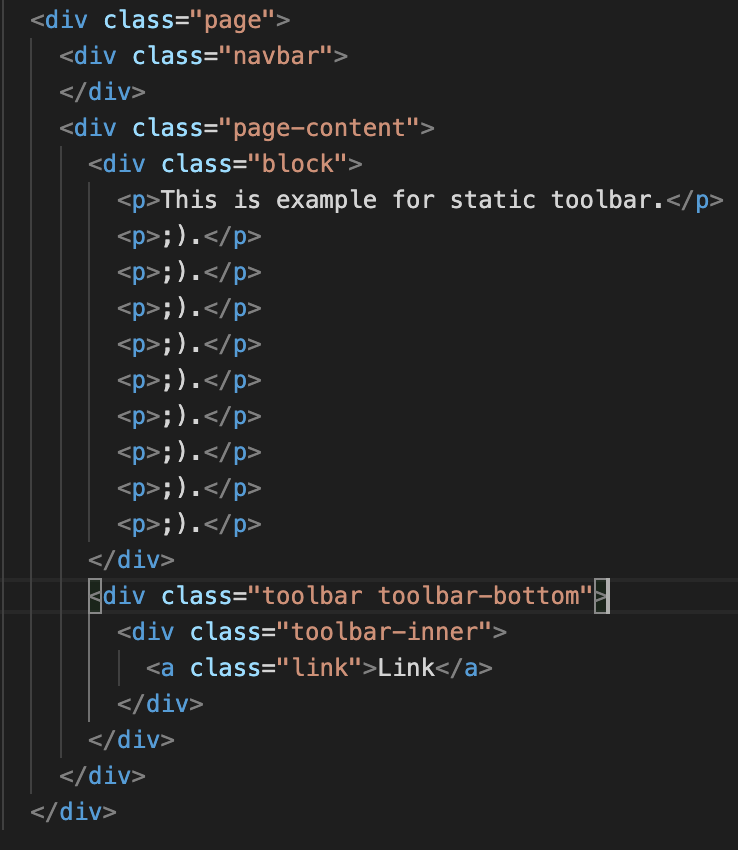 <div class="page">
<div class="navbar">
</div>
<div class="page-content">
<div class="block">
<p>This is example for static toolbar.</p>
<p>;).</p>
<p>;).</p>
<p>;).</p>
<p>;).</p>
<p>;).</p>
<p>;).</p>
<p>;).</p>
<p>;).</p>
<p>;).</p>
</div>
<div class="toolbar toolbar-bottom">
<div class="toolbar-inner">
<a class="link">Link</a>
</div>
</div>
</div>
</div>